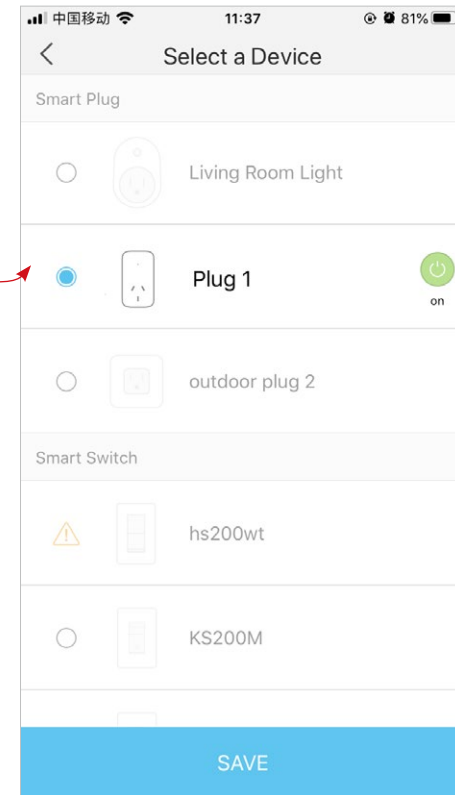 中国移动 11:37 81%
Select a Device
Smart Plug
Living Room Light
Plug 1
on
outdoor plug 2
Smart Switch
hs200wt
KS200M
SAVE